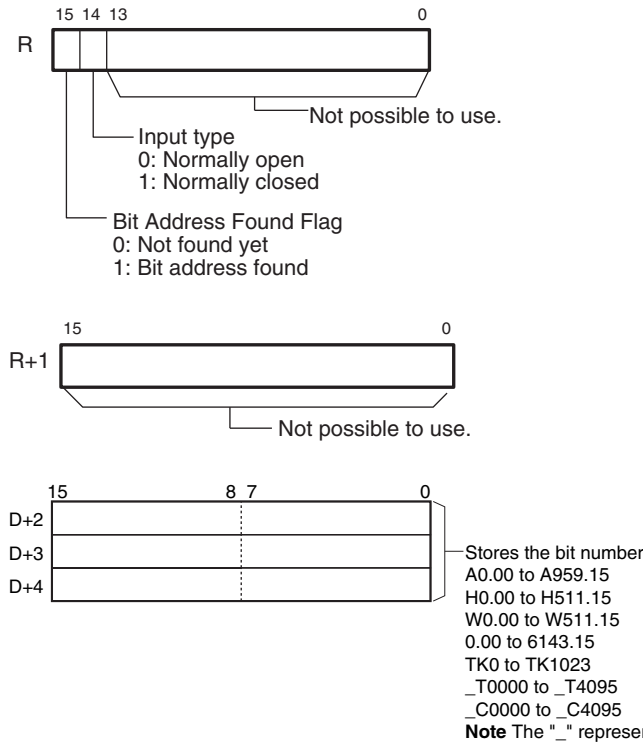 15 14 13 0
R
Not possible to use.
Input type
0: Normally open
1: Normally closed
Bit Address Found Flag
0: Not found yet
1: Bit address found
15 0
R+1
Not possible to use.
15 8 7 0
D+2
D+3
D+4
Stores the bit number
A0.00 to A959.15
H0.00 to H511.15
W0.00 to W511.15
0.00 to 6143.15
TK0 to TK1023
_T0000 to _T4095
_C0000 to _C4095
Note The "_"